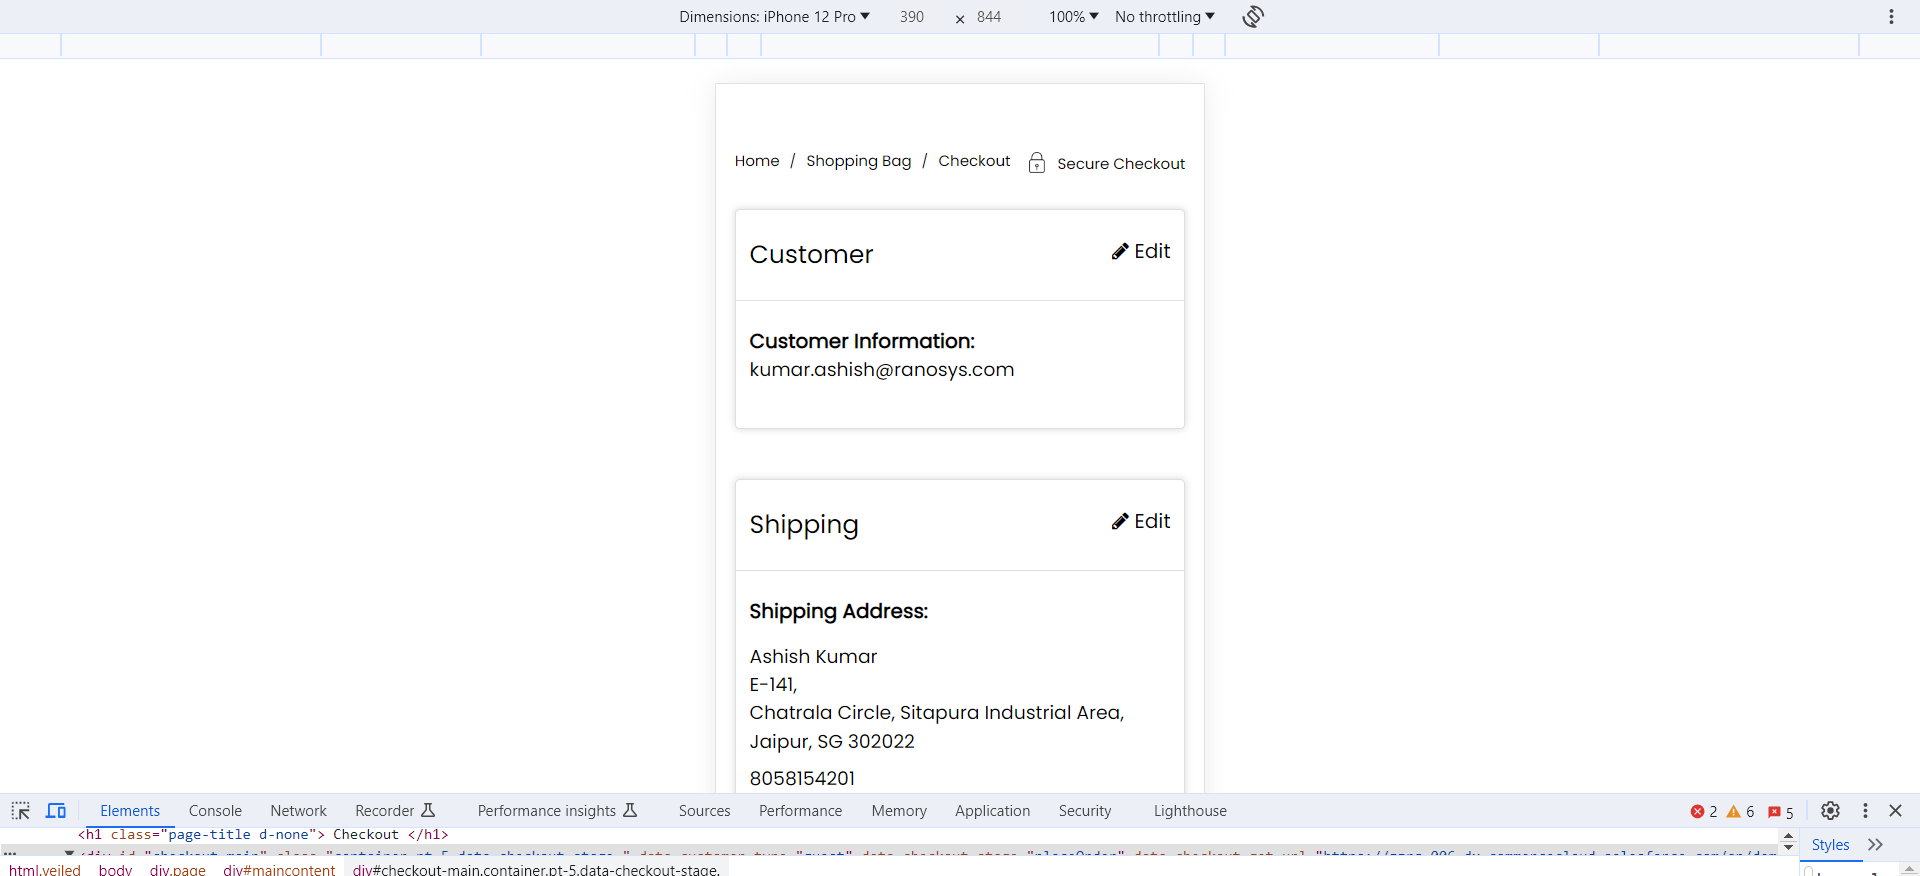 Dimensions: iPhone 12 Pro 390 × 844 100% No throttling
Home / Shopping Bag / Checkout Secure Checkout
Customer Edit
Customer Information:
kumar.ashish@ranosys.com
Shipping Edit
Shipping Address:
Ashish Kumar
E-141,
Chatrala Circle, Sitapura Industrial Area,
Jaipur, SG 302022
8058154201
Elements Console Network Recorder Performance insights Sources Performance Memory Application Security Lighthouse 2 6 5
<h1 class="page-title d-none"> Checkout </h1>
Styles
html.veiled body div.page div#maincontent div#checkout-main.container.pt-5.data-checkout-stage.